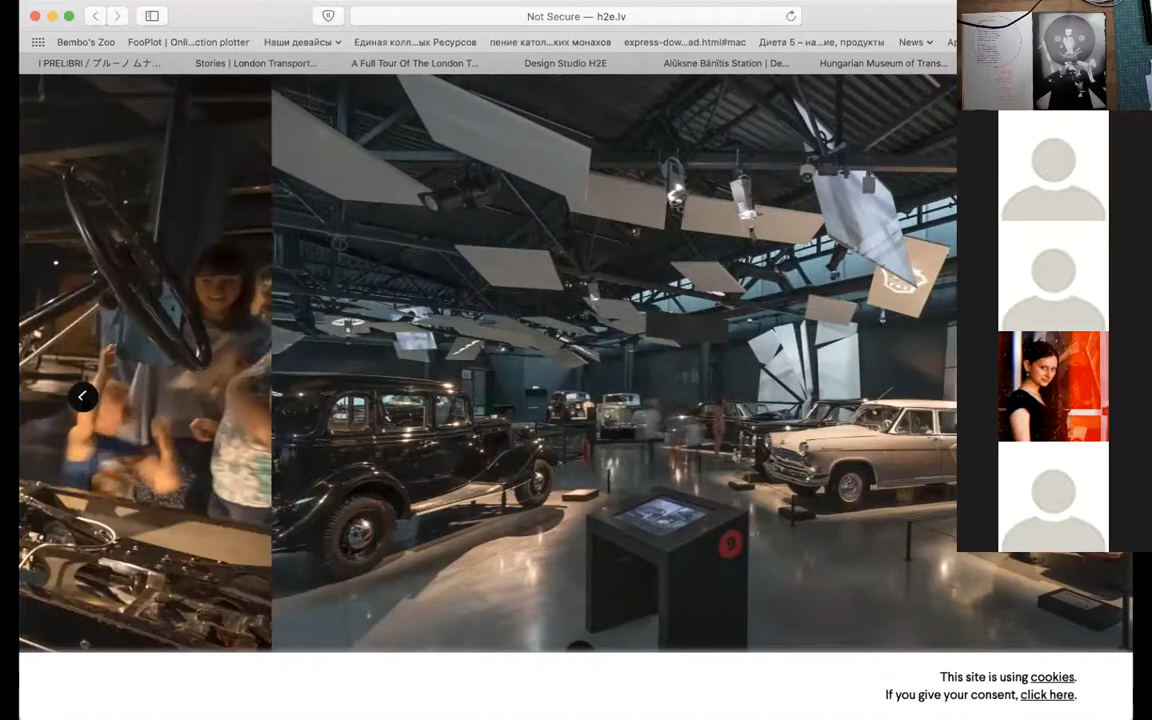 Not Secure — h2e.lv
Bembo's Zoo
FooPlot | Onli...ction plotter
Наши девайсы
Единая колл...ых Ресурсов
пение катол...ких монахов
express-dow...ad.html#mac
Диета 5 – на...ие, продукты
News
Ap
I PRELIBRI / ブルーノ ムナ...
Stories | London Transport...
A Full Tour Of The London T...
Design Studio H2E
Alūksne Bānītis Station | De...
Hungarian Museum of Trans...
9
This site is using cookies.
If you give your consent, click here.